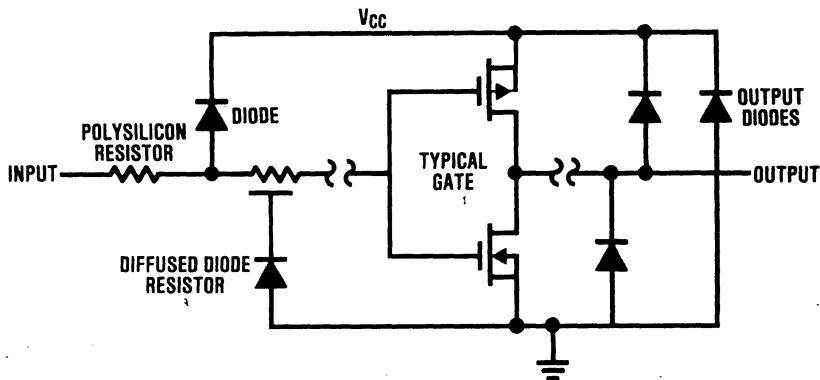 VCC
DIODE
POLYSILICON
RESISTOR
INPUT
TYPICAL
GATE
OUTPUT
DIODES
OUTPUT
DIFFUSED DIODE
RESISTOR